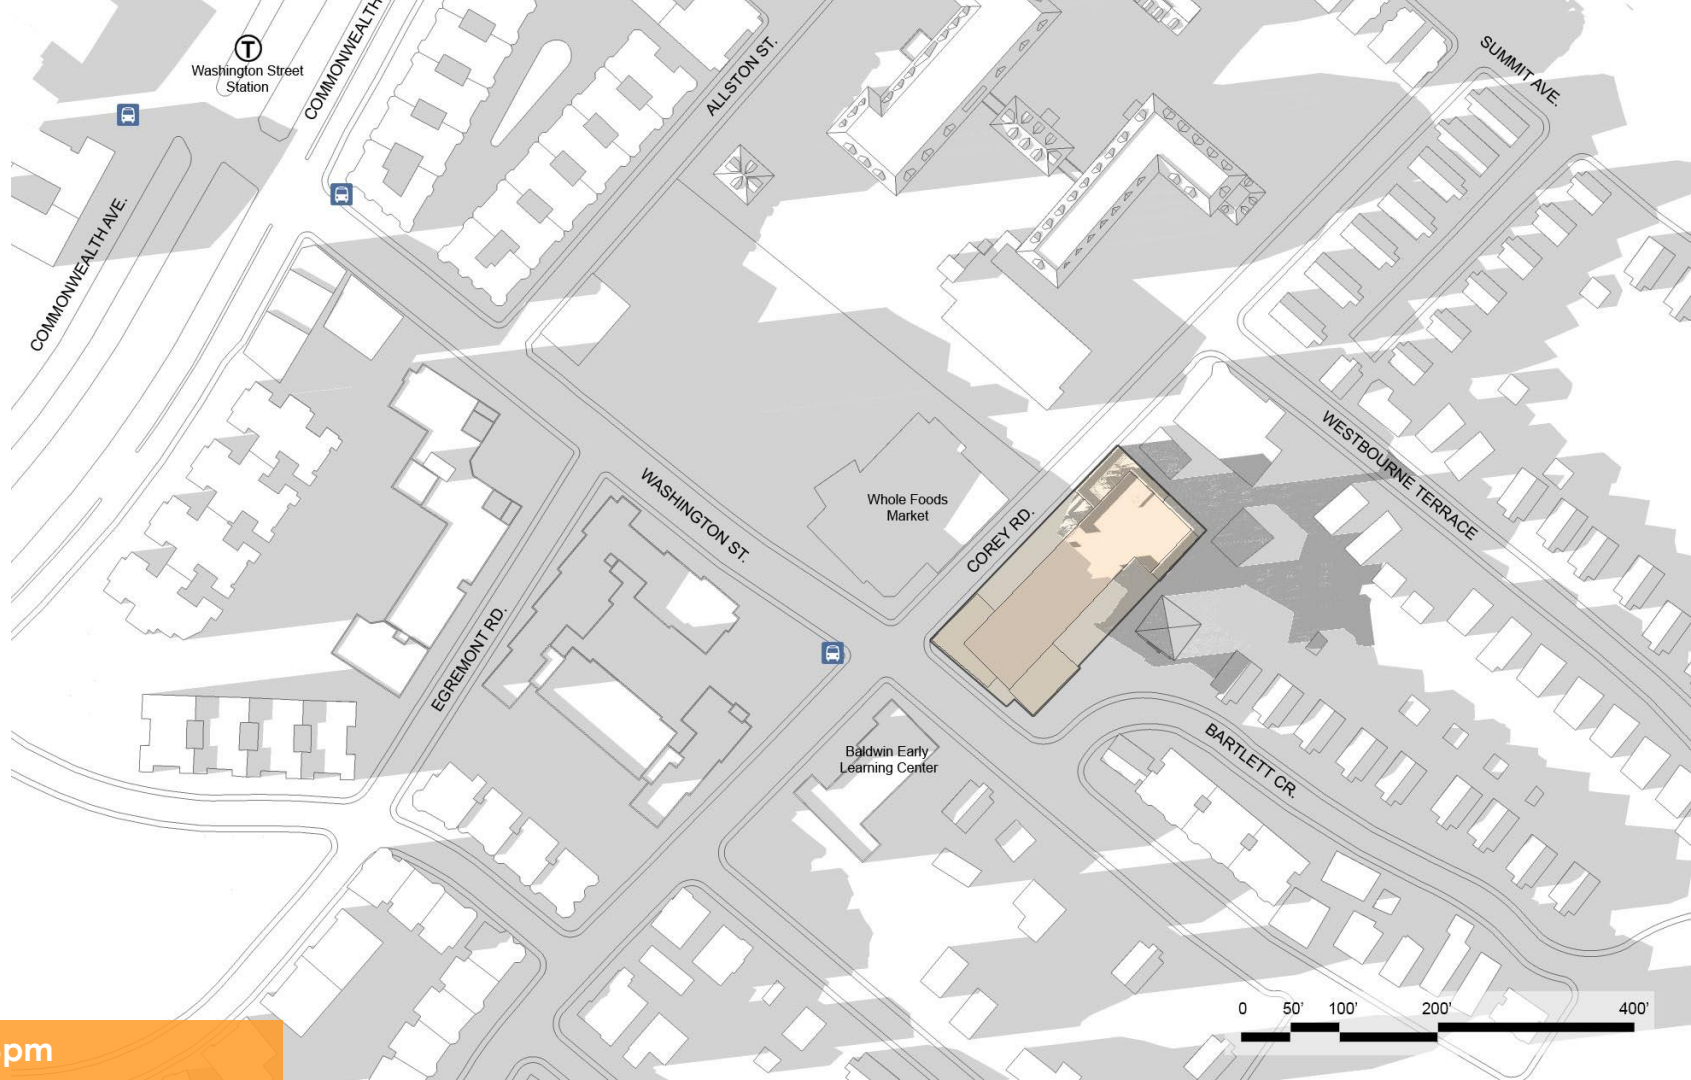 T
Washington Street
Station
COMMONWEALTH
ALLSTON ST.
SUMMIT AVE.
COMMONWEALTH AVE.
WESTBOURNE TERRACE
WASHINGTON ST.
Whole Foods
Market
COREY RD.
EGREMONT RD.
Baldwin Early
Learning Center
BARTLETT CR.
0 50' 100' 200' 400'
pm